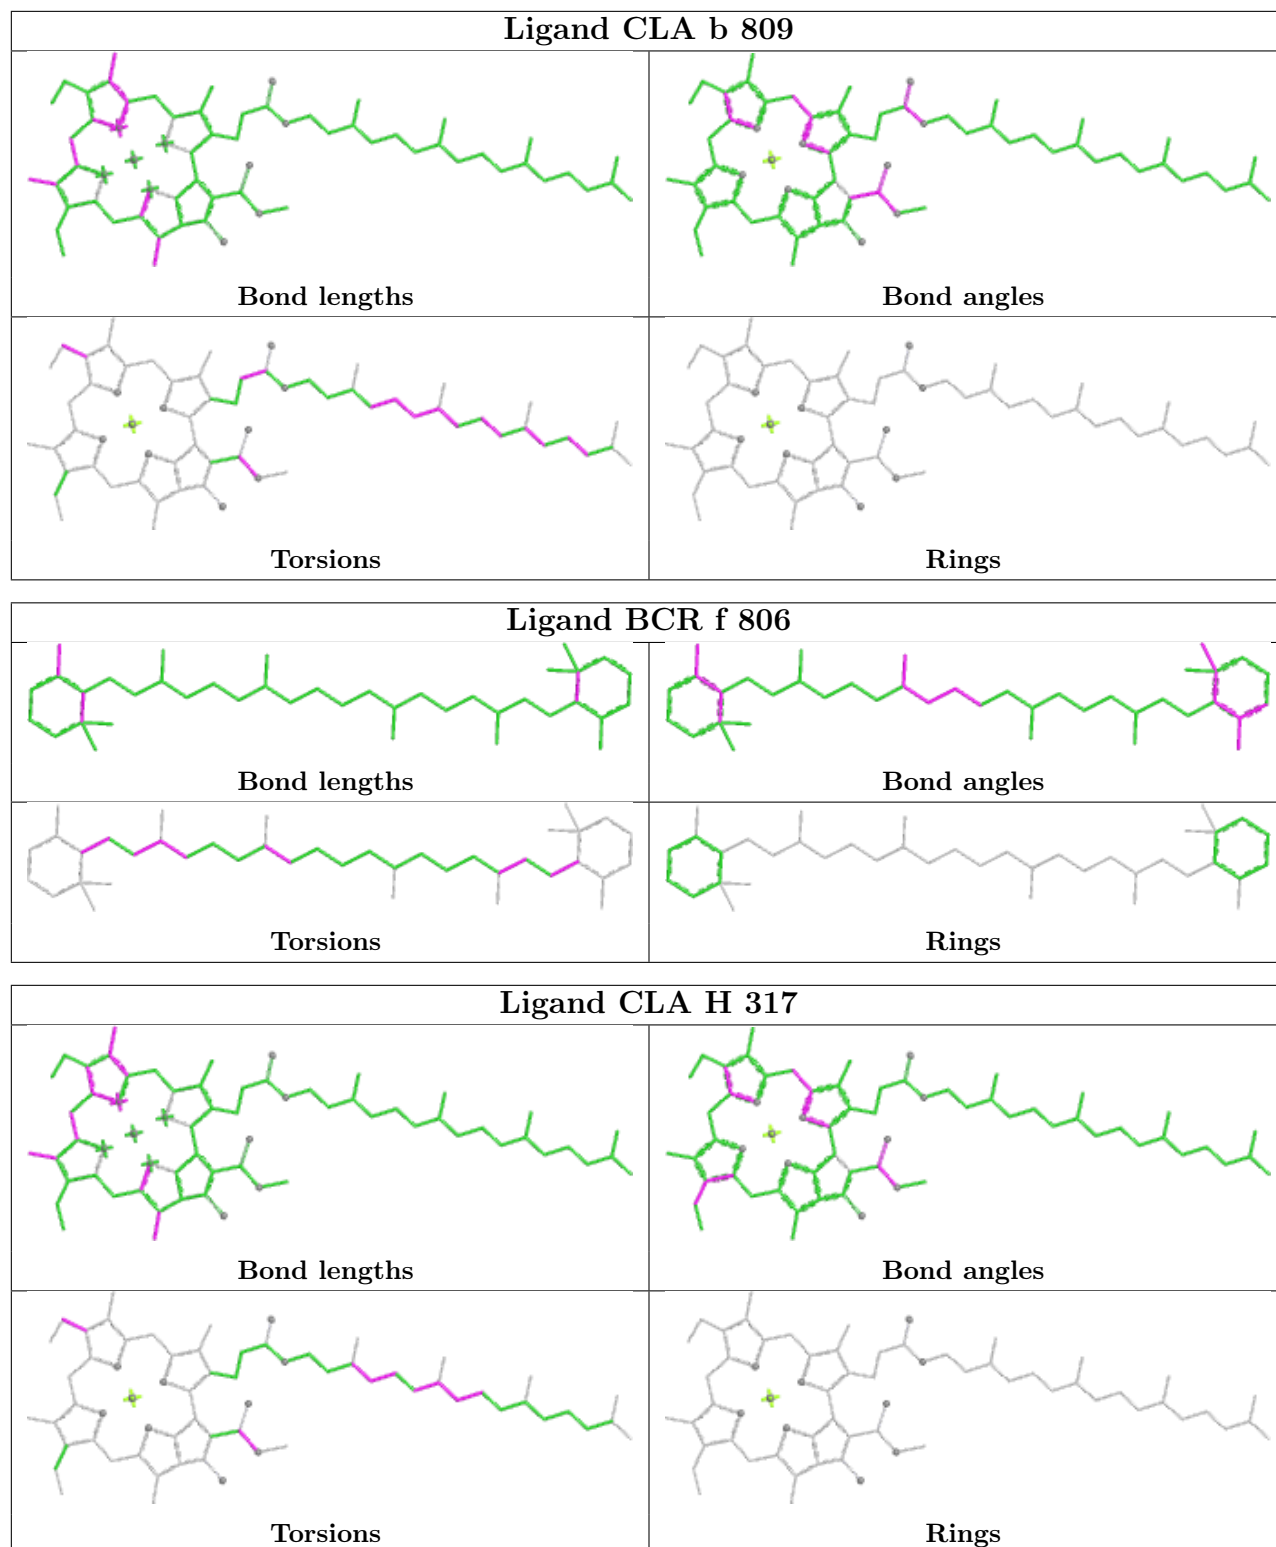 Ligand CLA b 809
Bond lengths
Bond angles
Torsions
Rings
Ligand BCR f 806
Bond lengths
Bond angles
Torsions
Rings
Ligand CLA H 317
Bond lengths
Bond angles
Torsions
Rings